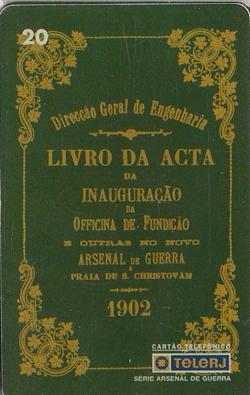 20
Direcção Geral de Engenharia
LIVRO DA ACTA
DA
INAUGURAÇÃO
DA
OFFICINA DE FUNDIÇÃO
E OUTRAS NO NOVO
ARSENAL DE GUERRA
A
PRAIA DE S. CHRISTOVAM
1902
CARTÃO TELEFÔNICO
TELERJ
SÉRIE ARSENAL DE GUERRA